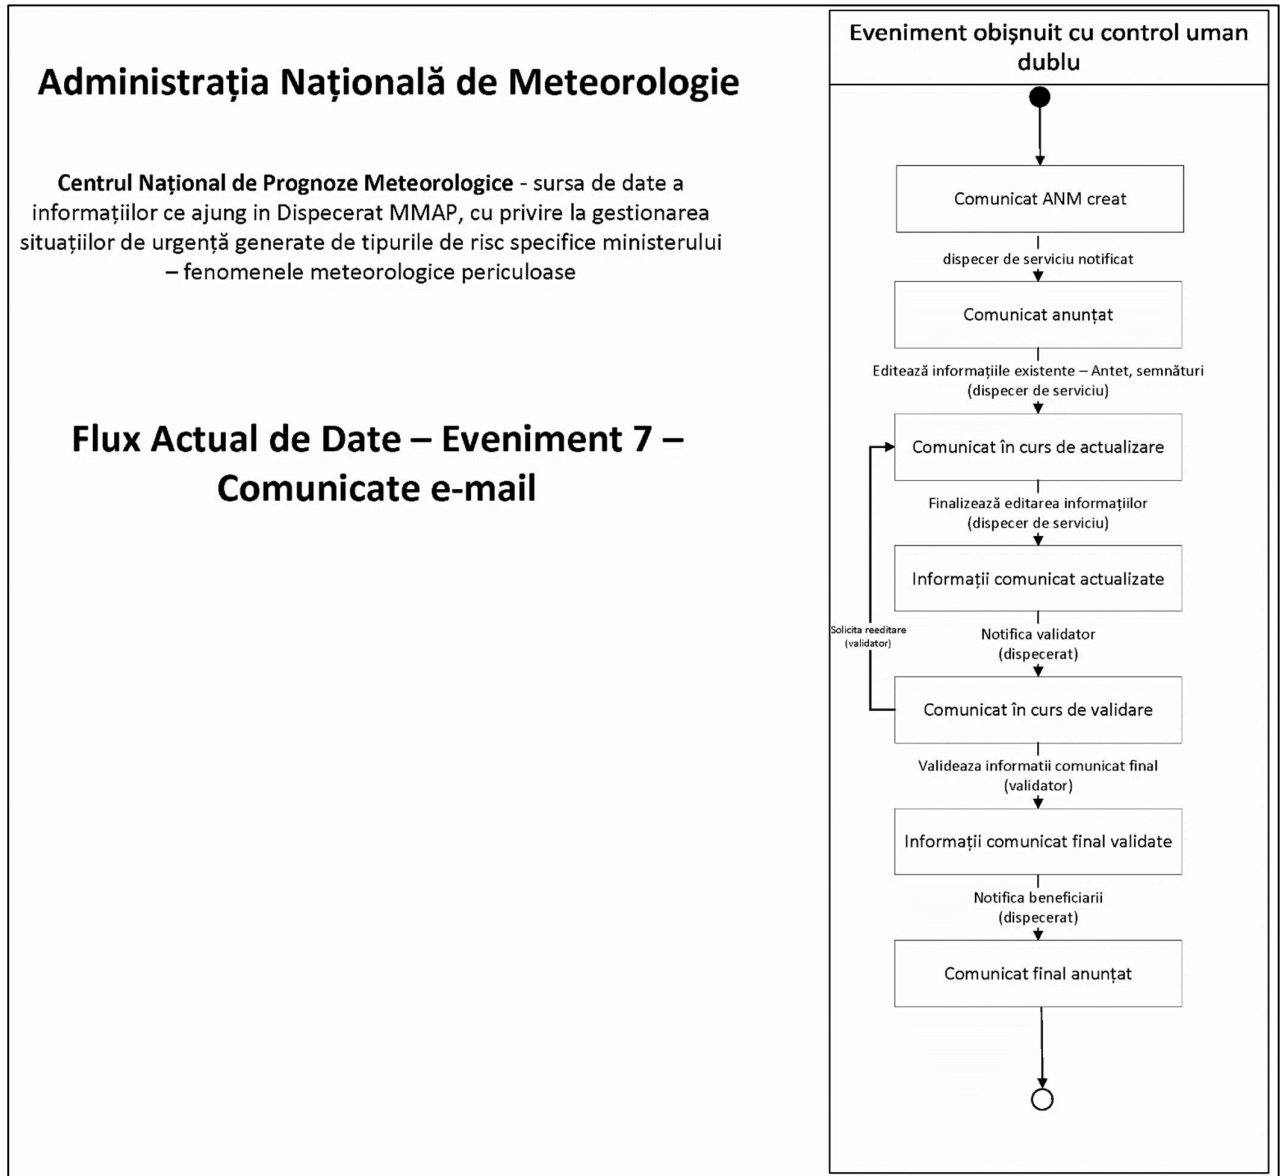 Administrația Națională de Meteorologie
Centrul Național de Prognoze Meteorologice - sursa de date a
informațiilor ce ajung in Dispecerat MMAP, cu privire la gestionarea
situațiilor de urgență generate de tipurile de risc specifice ministerului
– fenomenele meteorologice periculoase
Flux Actual de Date – Eveniment 7 –
Comunicate e-mail
Eveniment obișnuit cu control uman
dublu
Comunicat ANM creat
dispecer de serviciu notificat
Comunicat anunțat
Editează informațiile existente – Antet, semnături
(dispecer de serviciu)
Comunicat în curs de actualizare
Finalizează editarea informațiilor
(dispecer de serviciu)
Informații comunicat actualizate
Solicita reeditare
(validator)
Notifica validator
(dispecerat)
Comunicat în curs de validare
Valideaza informatii comunicat final
(validator)
Informații comunicat final validate
Notifica beneficiarii
(dispecerat)
Comunicat final anunțat